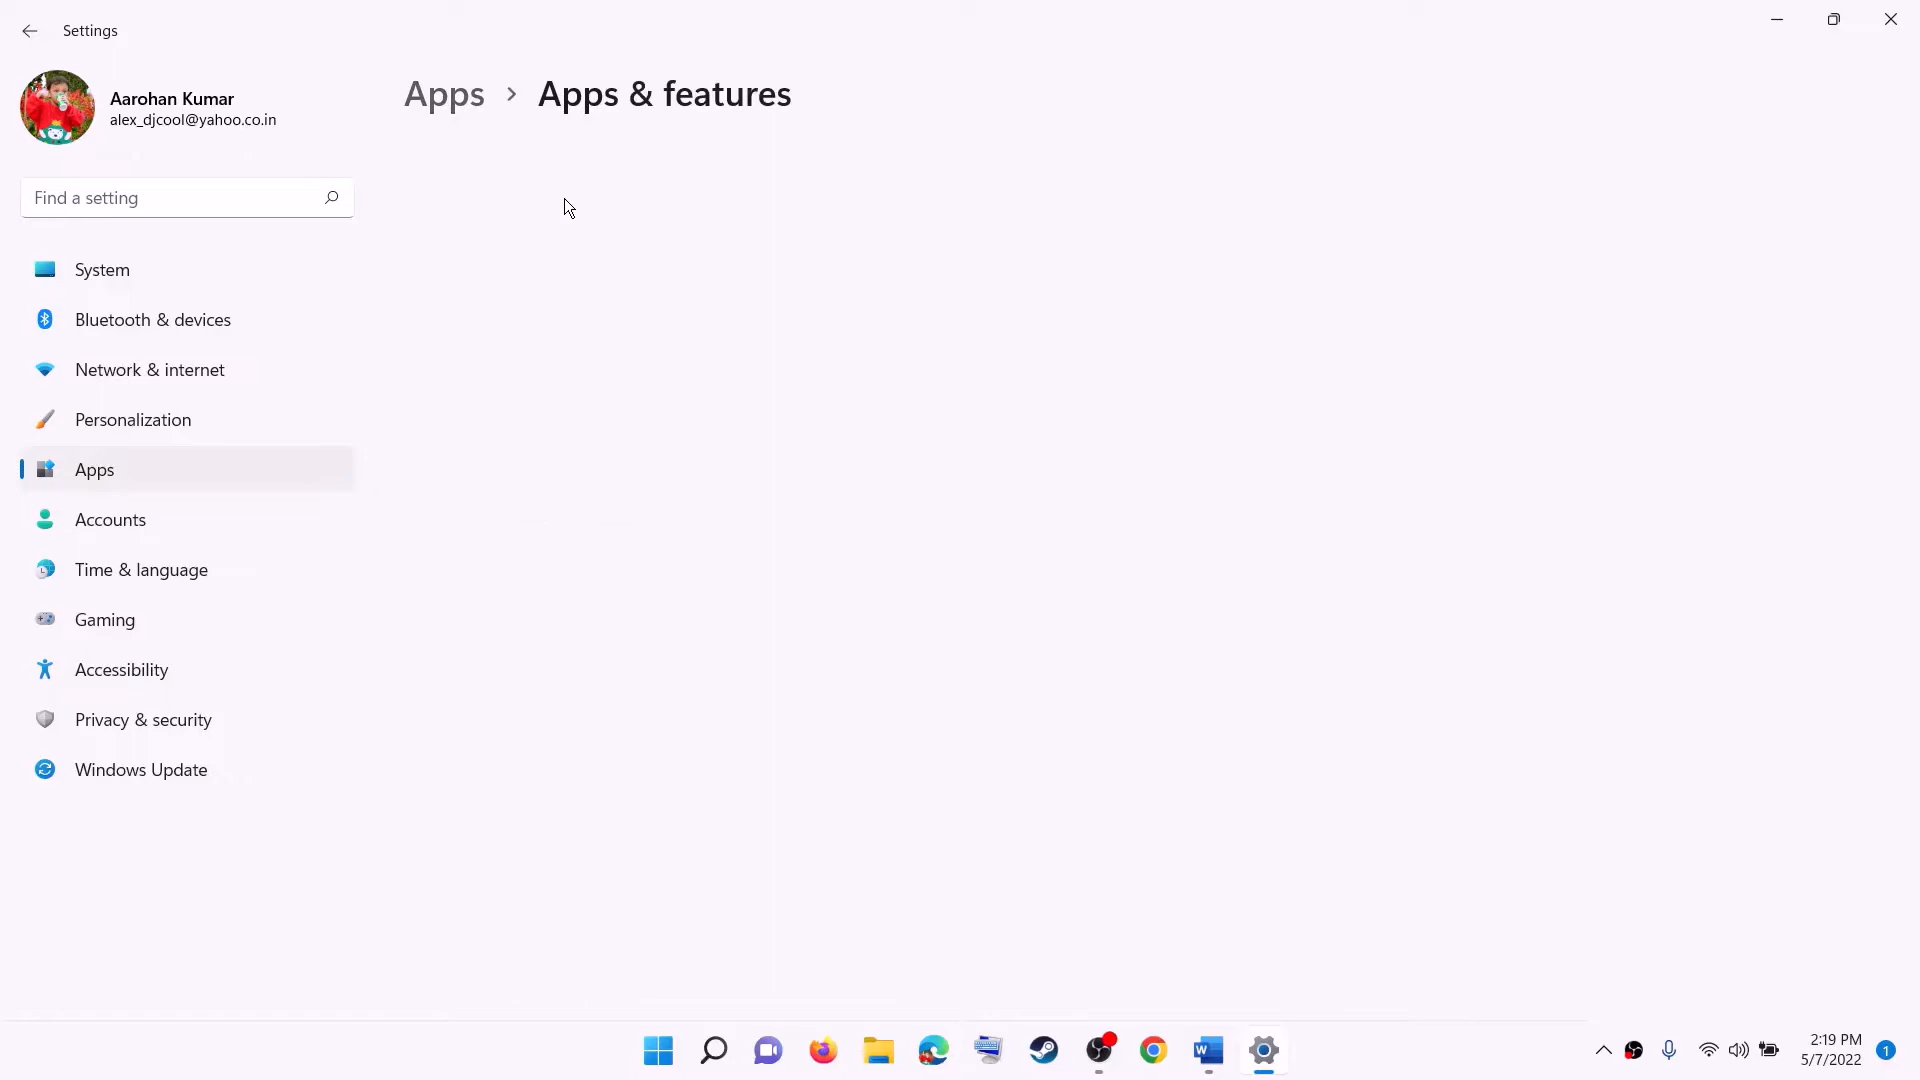 Settings
Aarohan Kumar
alex_djcool@yahoo.co.in
Apps > Apps & features
Find a setting
System
Bluetooth & devices
Network & internet
Personalization
Apps
Accounts
Time & language
Gaming
Accessibility
Privacy & security
Windows Update
2:19 PM
5/7/2022
1